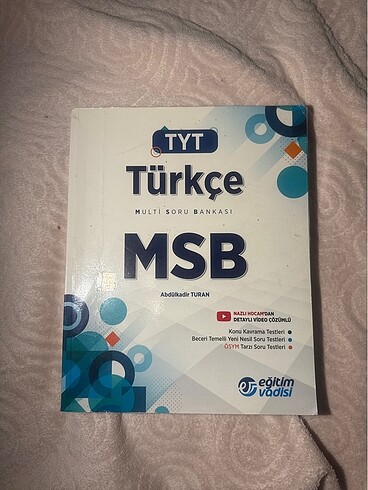 TYT
Türkçe
MULTİ SORU BANKASI
MSB
Abdülkadir TURAN
NAZLI HOCAM'DAN
DETAYLI VİDEO ÇÖZÜMLÜ
Konu Kavrama Testleri
Beceri Temelli Yeni Nesil Soru Testleri
ÖSYM Tarzı Soru Testleri
eğitim
vadisi